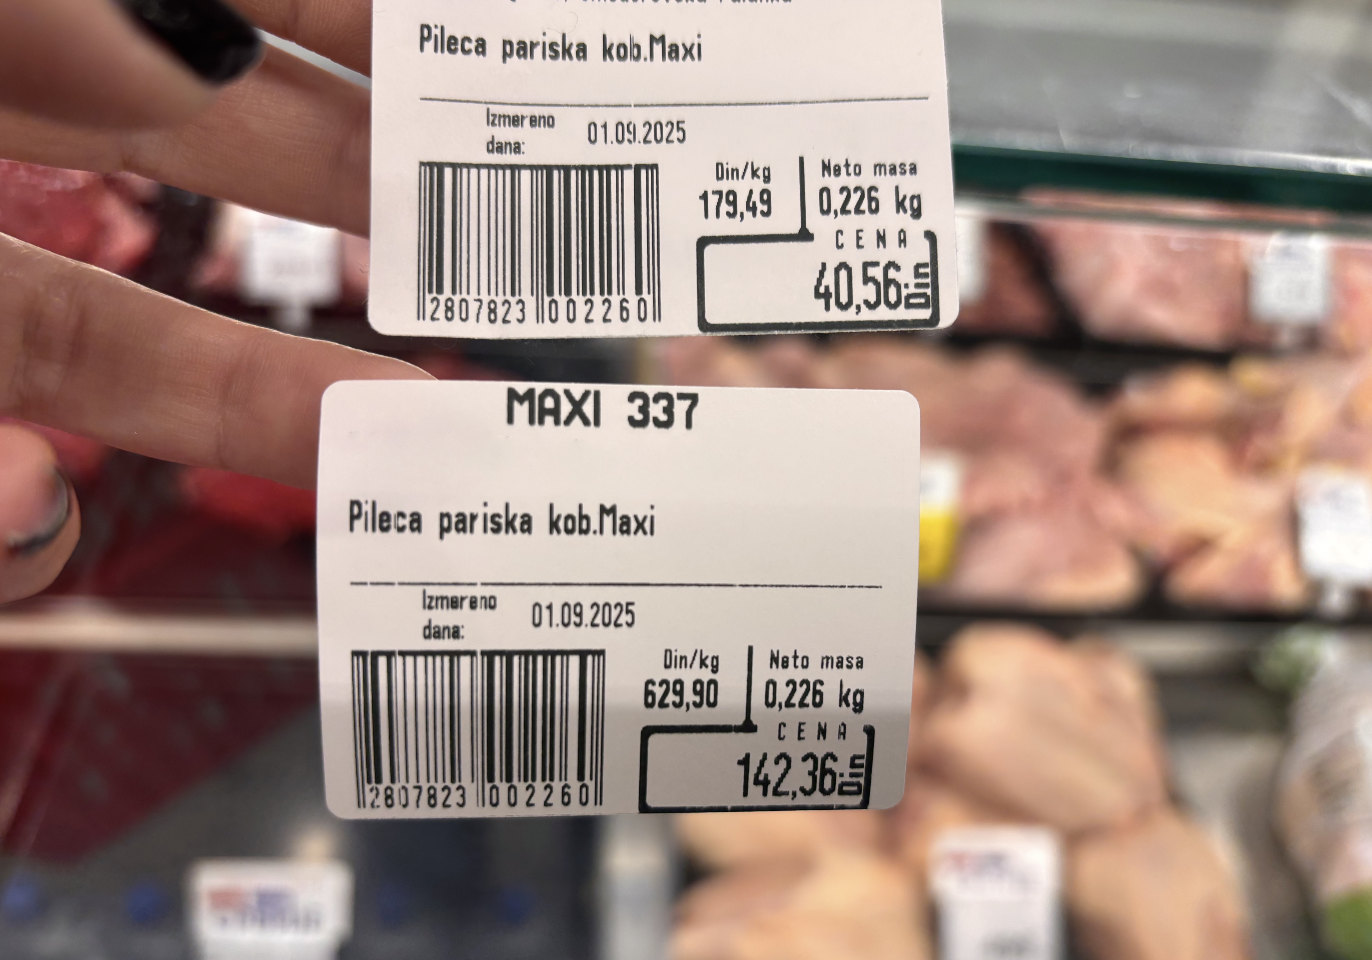 Pileca pariska kob.Maxi
Izmereno
dana:
01.09.2025
Din/kg
Neto masa
179,49
0,226 kg
CENA
40,56 Din
2807823 002260
MAXI 337
Pileca pariska kob.Maxi
Izmereno
dana:
01.09.2025
Din/kg
Neto masa
629,90
0,226 kg
CENA
142,36 Din
2807823 002260